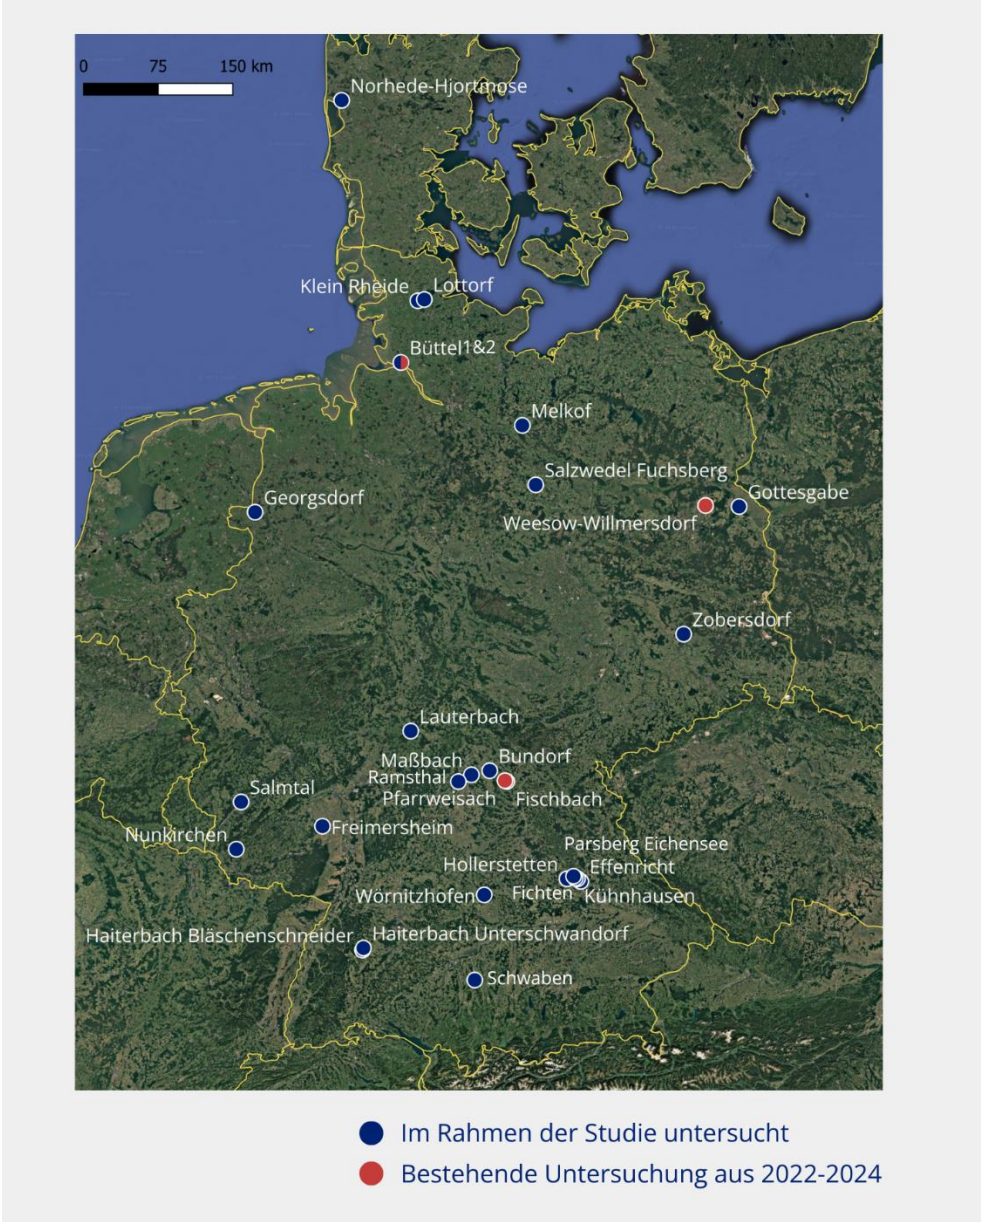 0 75 150 km
Norhede-Hjortmose
Klein Rheide
Lottorf
Büttel1&2
Melkof
Salzwedel Fuchsberg
Georgsdorf
Gottesgabe
Weesow-Willmersdorf
Zobersdorf
Lauterbach
Maßbach
Bundorf
Ramsthal
Pfarrweisach
Fischbach
Salmtal
Freimersheim
Nunkirchen
Parsberg Eichensee
Hollerstetten
Effenricht
Fichten
Kühnhausen
Wörnitzhofen
Haiterbach Bläschenschneider
Haiterbach Unterschwandorf
Schwaben
Im Rahmen der Studie untersucht
Bestehende Untersuchung aus 2022-2024